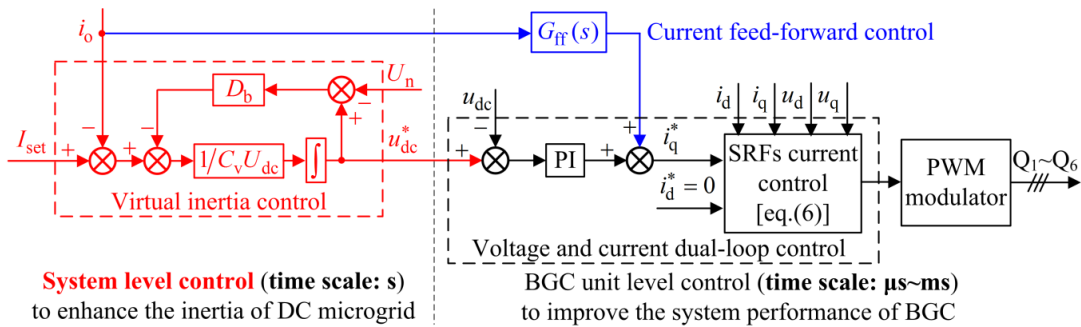 i_o
G_ff(s)
Current feed-forward control
D_b
U_n
I_set
1/C_vU_dc
∫
u*_dc
Virtual inertia control
u_dc
PI
i*_q
i*_d = 0
i_d i_q u_d u_q
SRFs current
control
[eq.(6)]
PWM
modulator
Q_1~Q_6
Voltage and current dual-loop control
System level control (time scale: s)
to enhance the inertia of DC microgrid
BGC unit level control (time scale: μs~ms)
to improve the system performance of BGC